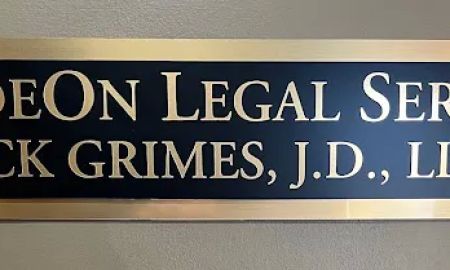 DEON LEGAL SER
CK GRIMES, J.D., LL